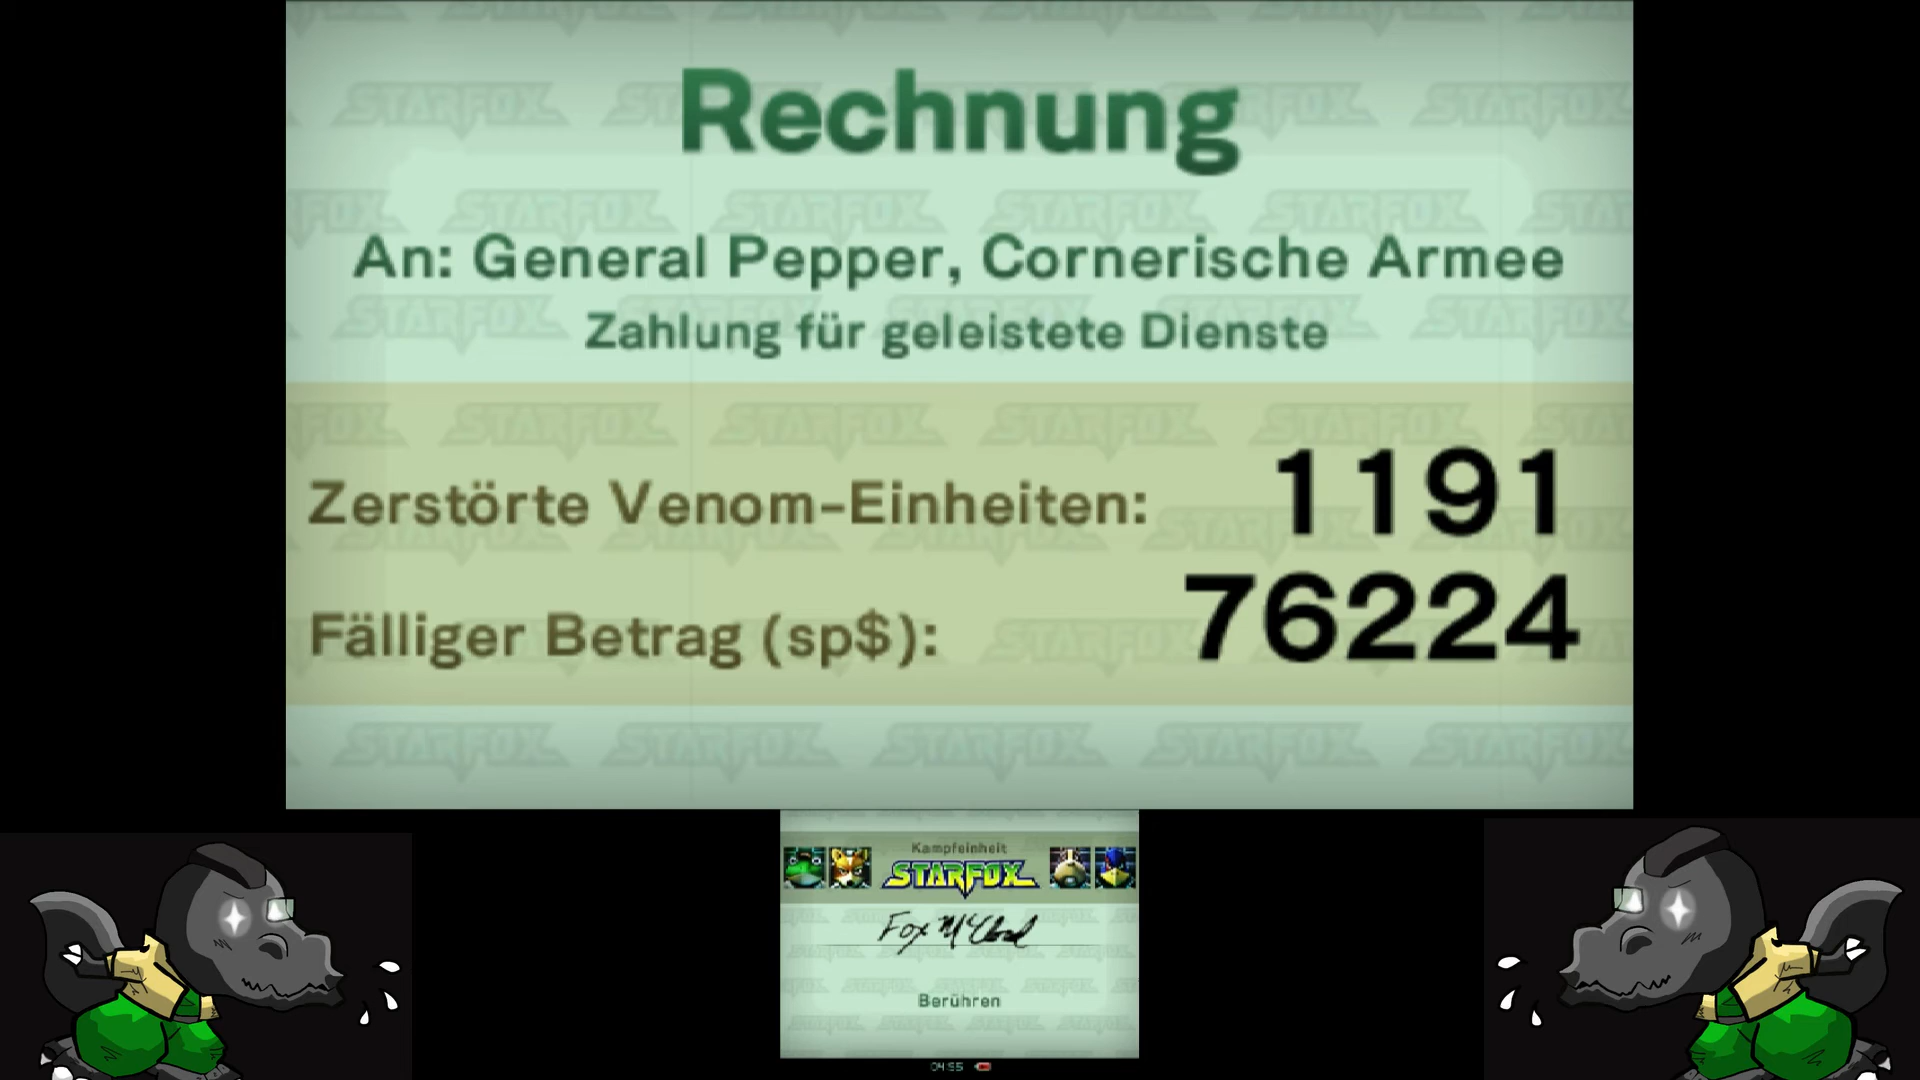 Rechnung
An: General Pepper, Cornerische Armee
Zahlung für geleistete Dienste
Zerstörte Venom-Einheiten: 1191
Fälliger Betrag (sp$): 76224
Kampfeinheit
STARFOX
Fox McCloud
Berühren
04:55